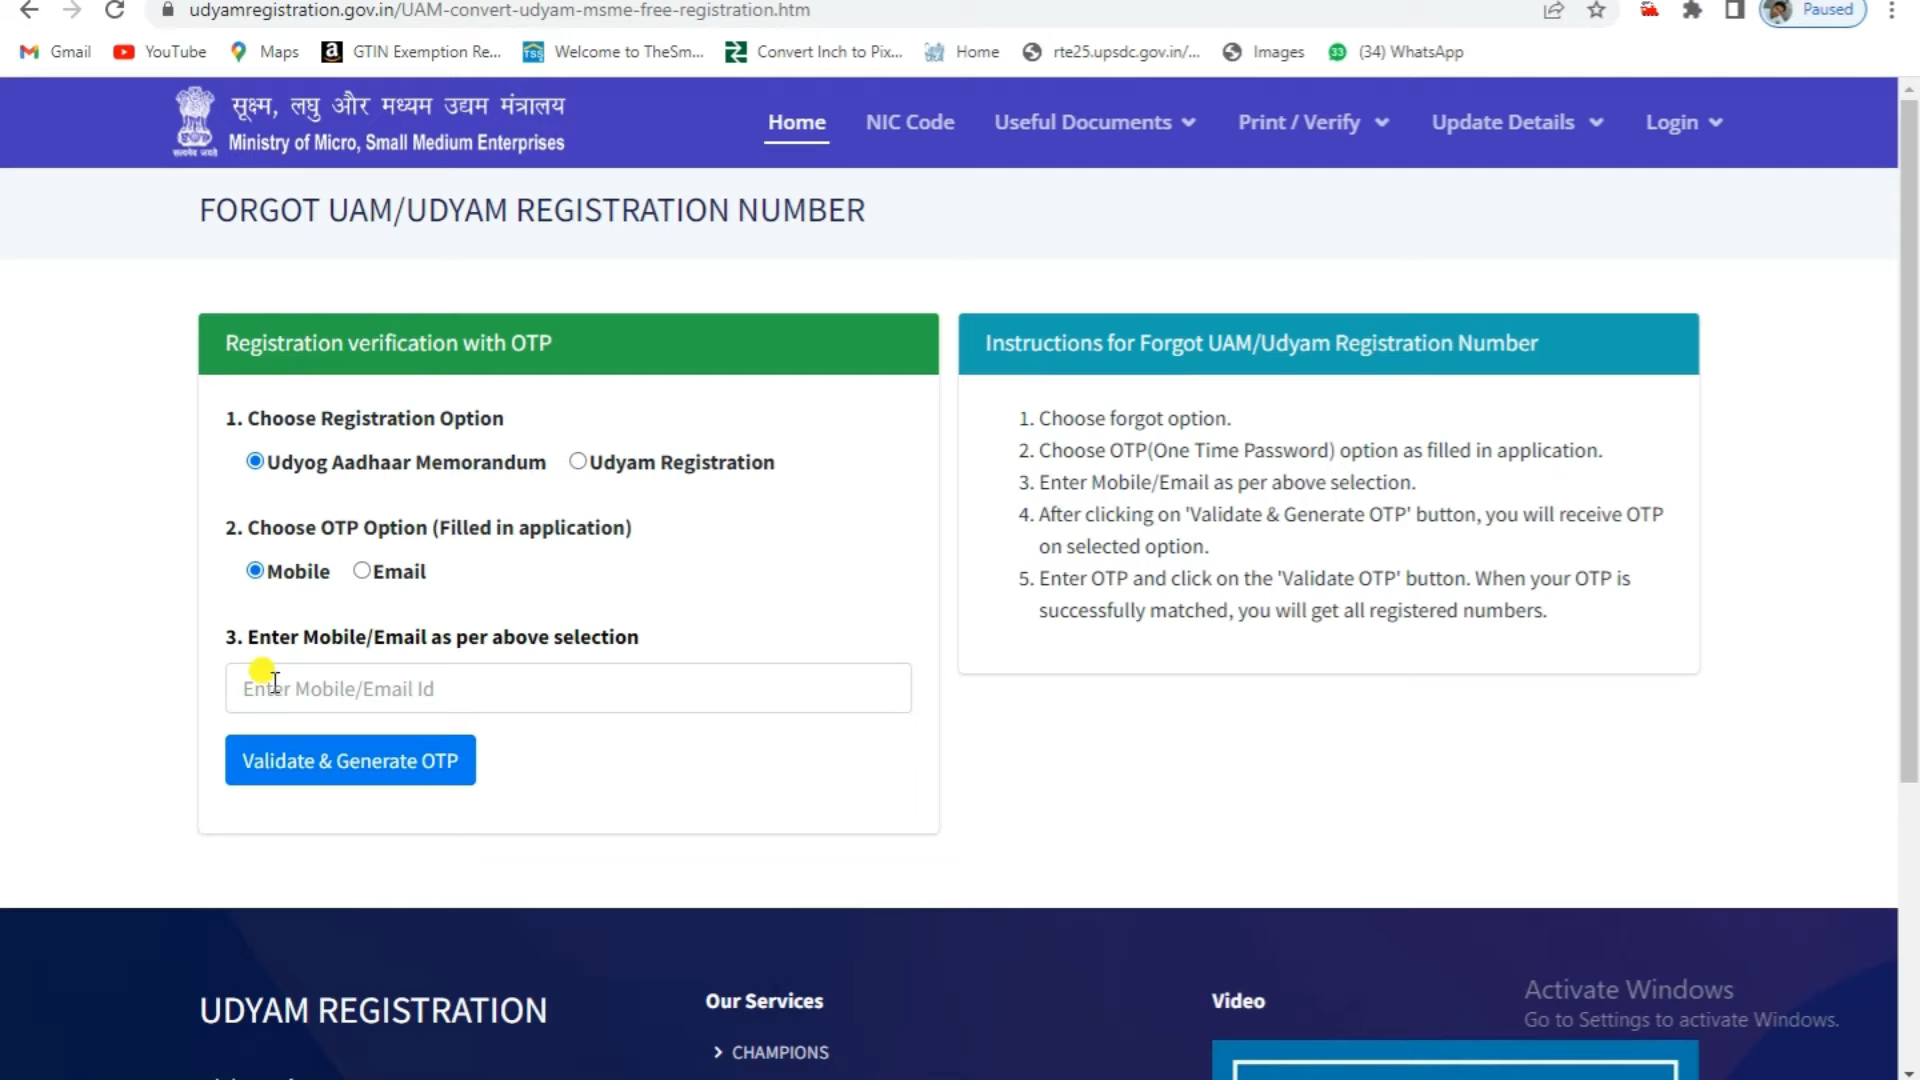 udyamregistration.gov.in/UAM-convert-udyam-msme-free-registration.htm
Paused
Gmail YouTube Maps GTIN Exemption Re... Welcome to TheSm... Convert Inch to Pix... Home rte25.upsdc.gov.in/... Images (34) WhatsApp
सूक्ष्म, लघु और मध्यम उद्यम मंत्रालय
Ministry of Micro, Small Medium Enterprises
Home NIC Code Useful Documents Print / Verify Update Details Login
FORGOT UAM/UDYAM REGISTRATION NUMBER
Registration verification with OTP
1. Choose Registration Option
Udyog Aadhaar Memorandum Udyam Registration
2. Choose OTP Option (Filled in application)
Mobile Email
3. Enter Mobile/Email as per above selection
Enter Mobile/Email Id
Validate & Generate OTP
Instructions for Forgot UAM/Udyam Registration Number
1. Choose forgot option.
2. Choose OTP(One Time Password) option as filled in application.
3. Enter Mobile/Email as per above selection.
4. After clicking on 'Validate & Generate OTP' button, you will receive OTP
on selected option.
5. Enter OTP and click on the 'Validate OTP' button. When your OTP is
successfully matched, you will get all registered numbers.
UDYAM REGISTRATION
Our Services
CHAMPIONS
Video
Activate Windows
Go to Settings to activate Windows.